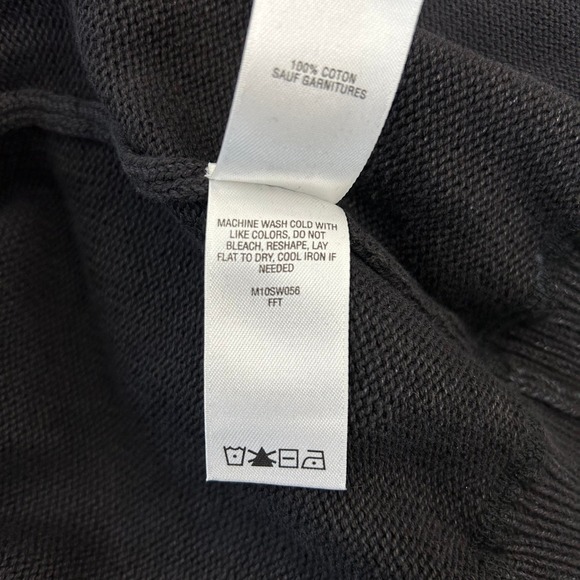 100% COTON
SAUF GARNITURES
MACHINE WASH COLD WITH
LIKE COLORS, DO NOT
BLEACH, RESHAPE, LAY
FLAT TO DRY, COOL IRON IF
NEEDED
M10SW056
FFT